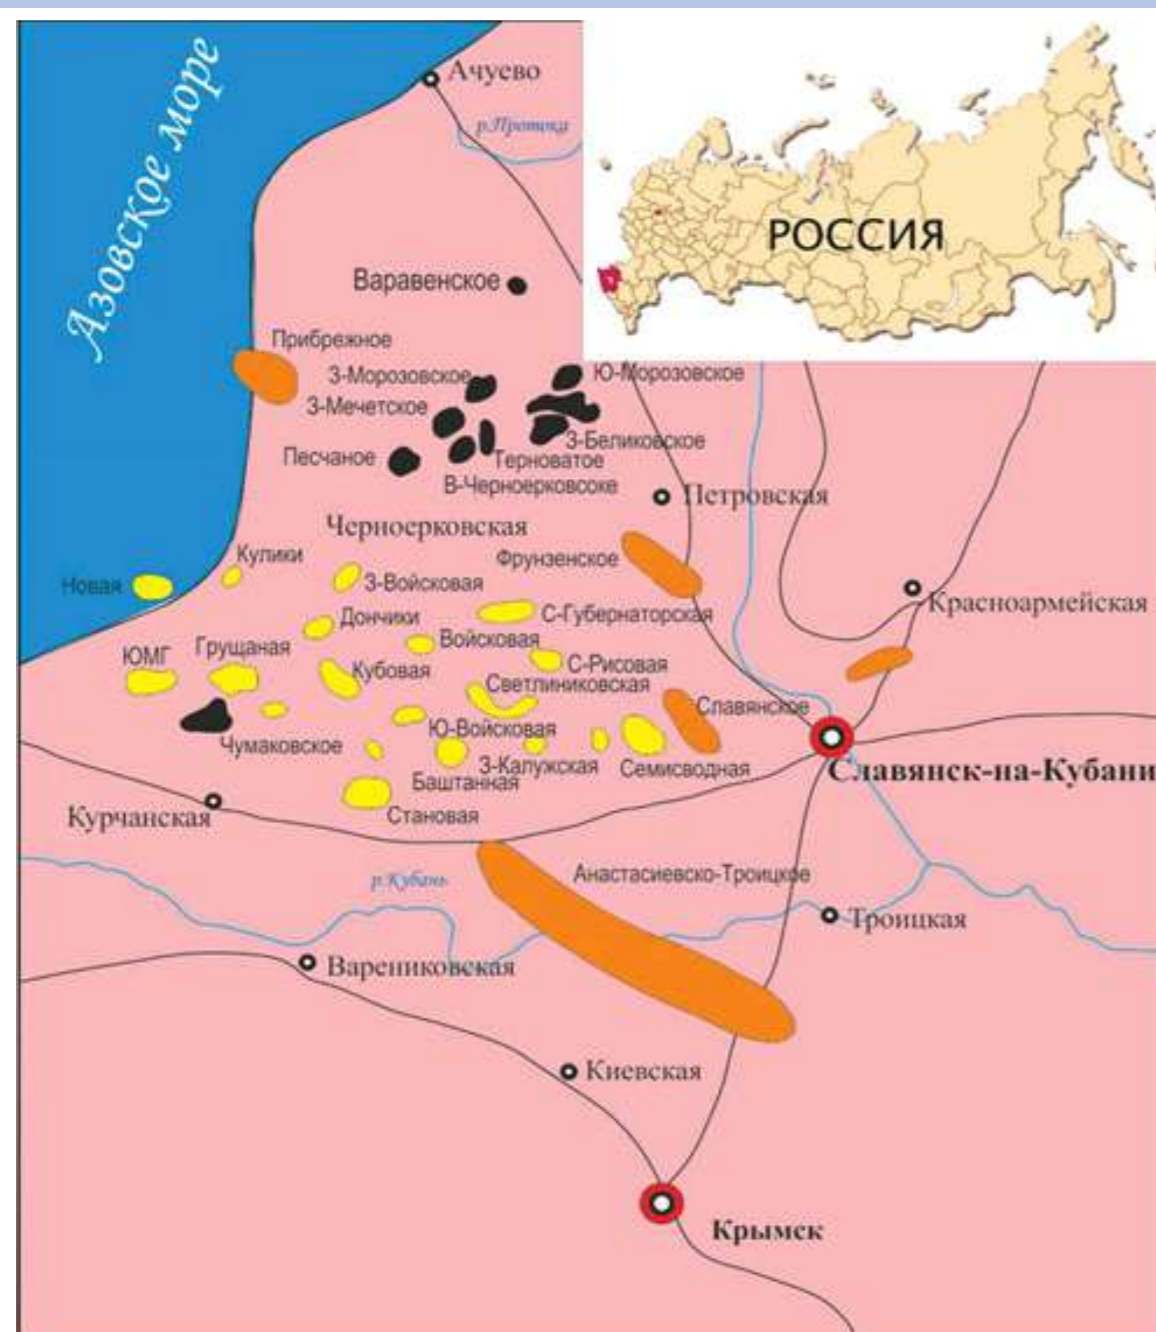 Азовское море
Ачуево
р.Протока
РОССИЯ
Варавенское
Прибрежное
З-Морозовское
Ю-Морозовское
З-Мечетское
З-Беликовское
Песчаное
Терноватое
В-Черноерковсоке
Петровская
Черноерковская
Фрунзенское
Кулики
Новая
З-Войсковая
Красноармейская
Дончики
С-Губернаторская
Войсковая
ЮМГ
Грущаная
Кубовая
С-Рисовая
Светлиниковская
Славянское
Ю-Войсковая
Чумаковское
З-Калужская
Семисводная
Славянск-на-Кубани
Баштанная
Становая
Курчанская
р.Кубань
Анастасиевско-Троицкое
Троицкая
Варениковская
Киевская
Крымск